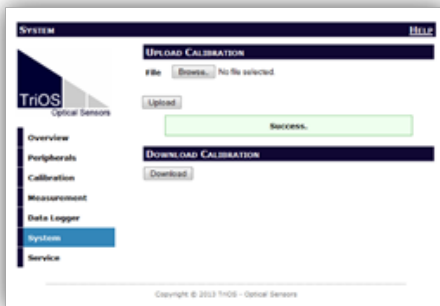 SYSTEM HELP
UPLOAD CALIBRATION
File Browse.. No file selected.
TriOS
Optical Sensors
Upload
Success.
Overview
Peripherals
DOWNLOAD CALIBRATION
Calibration
Download
Measurement
Data Logger
System
Service
Copyright © 2013 TriOS - Optical Sensors